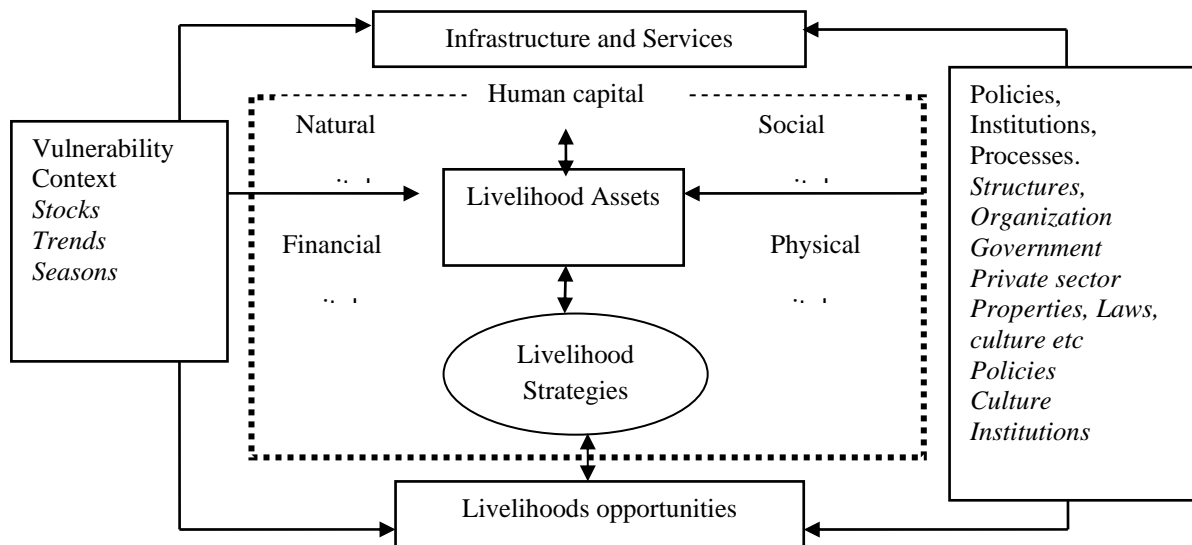 Infrastructure and Services
Human capital
Natural
Social
Vulnerability
Context
Stocks
Trends
Seasons
Livelihood Assets
Financial
Physical
Livelihood
Strategies
Livelihoods opportunities
Policies,
Institutions,
Processes.
Structures,
Organization
Government
Private sector
Properties, Laws,
culture etc
Policies
Culture
Institutions